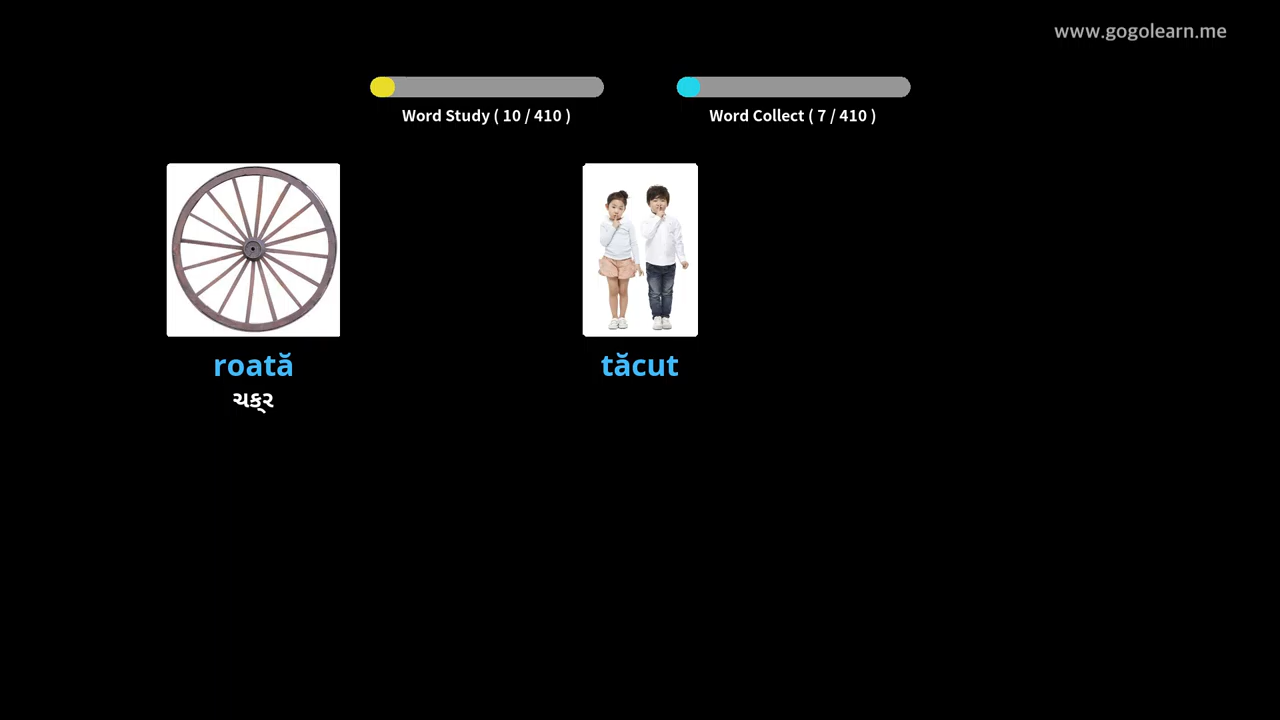 www.gogolearn.me
Word Study ( 10 / 410 )
Word Collect ( 7 / 410 )
roată
tăcut
ચક્ર